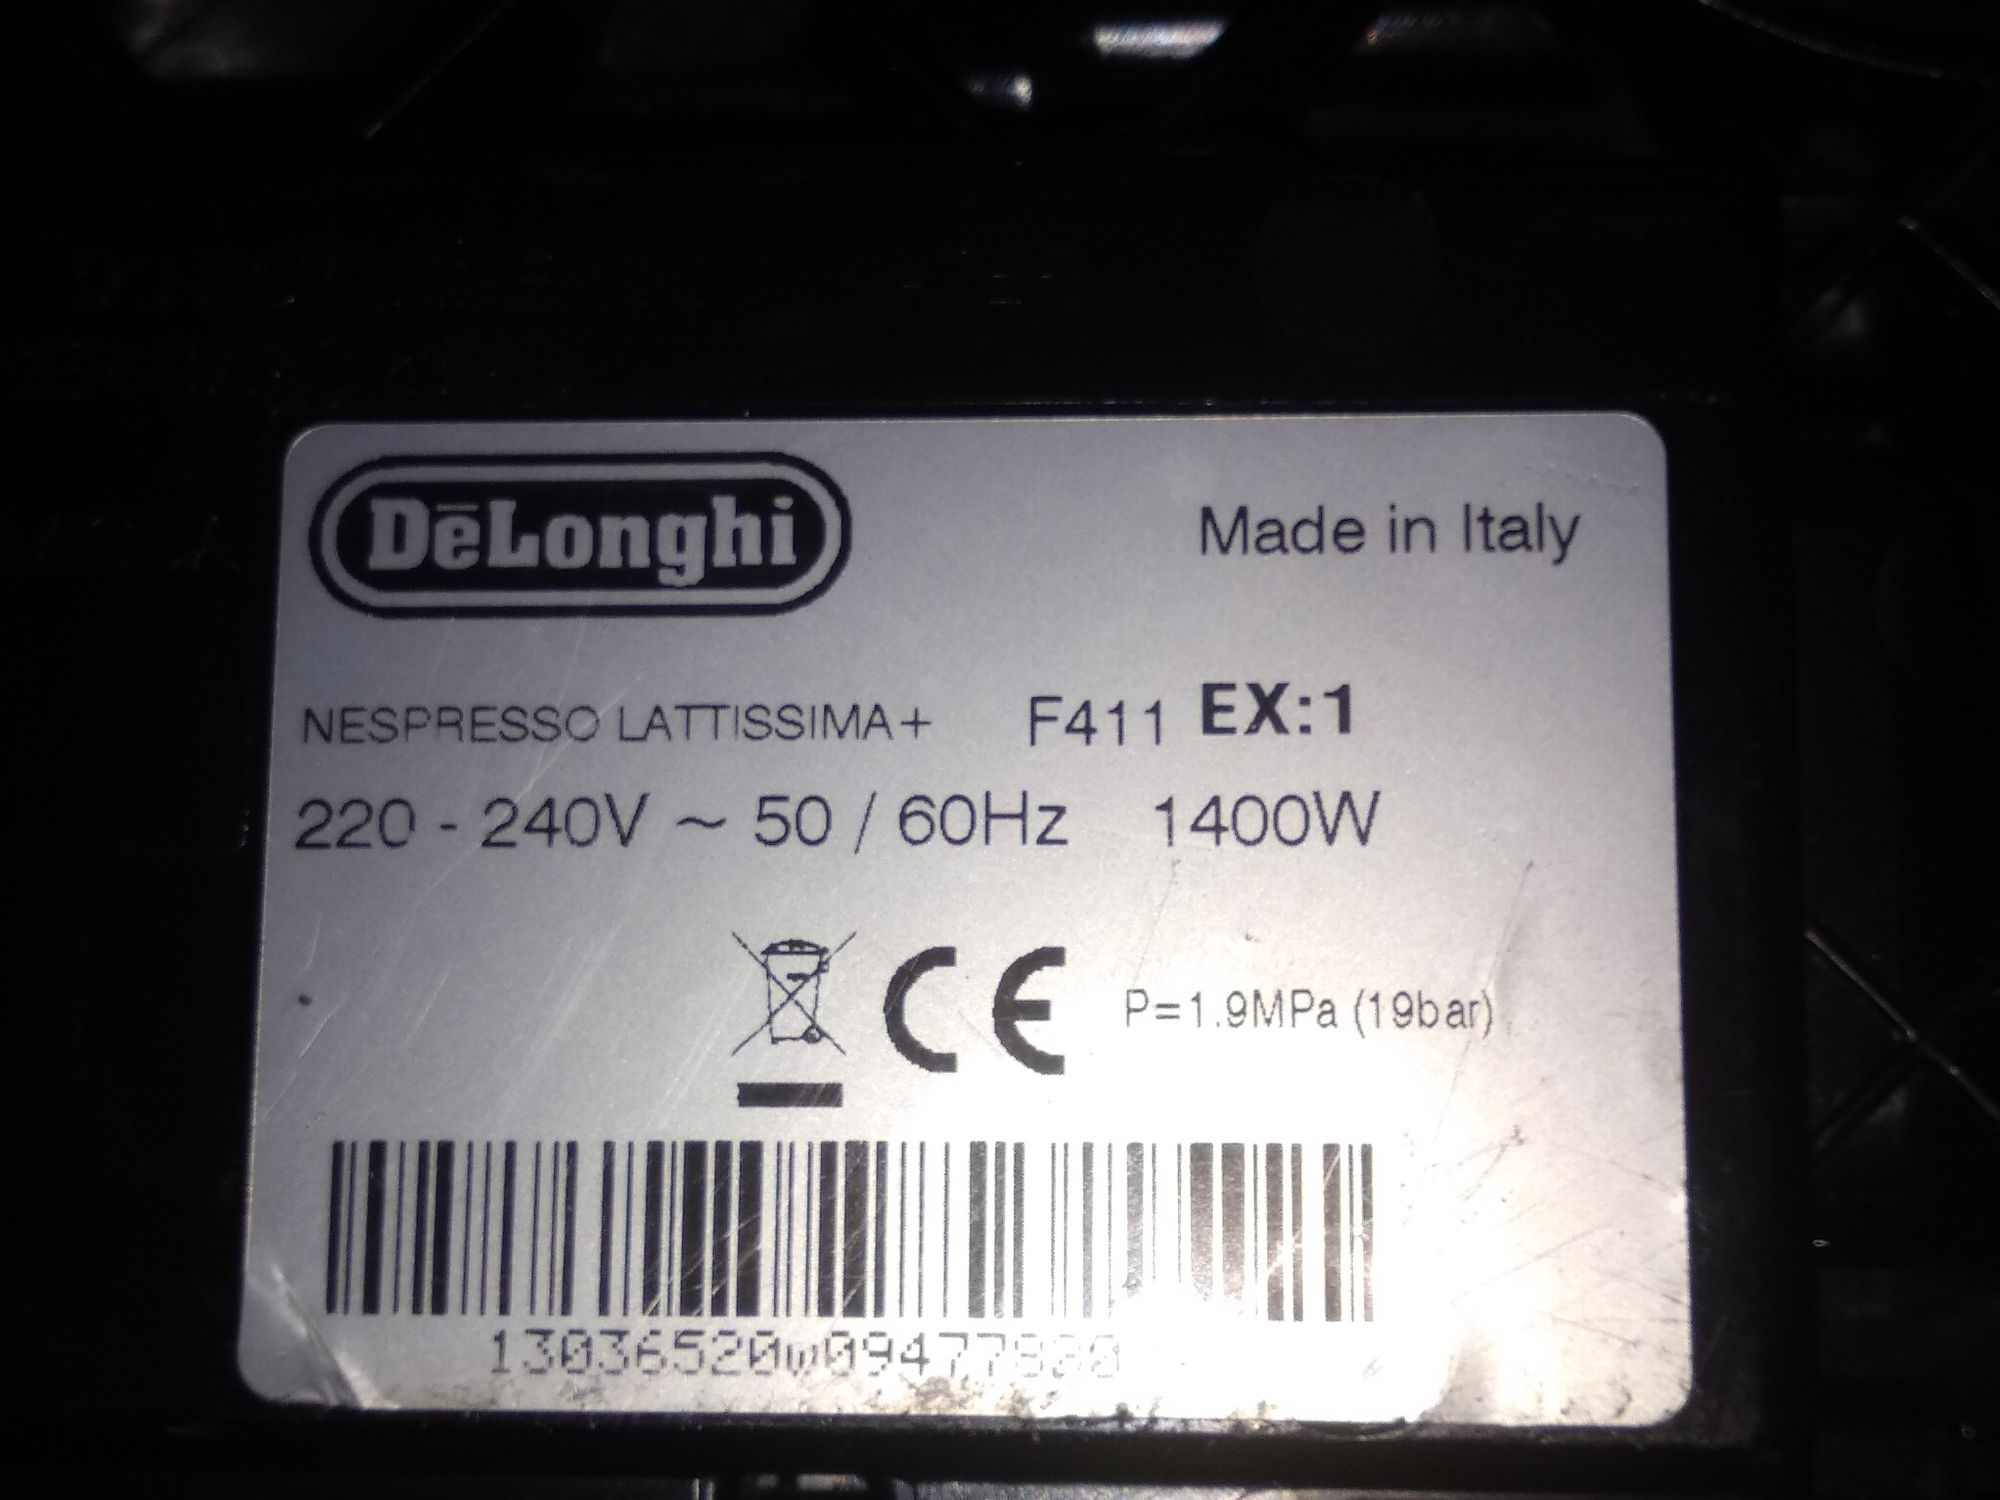 DēLonghi
Made in Italy
NESPRESSO LATTISSIMA+ F411 EX:1
220 - 240V ~ 50 / 60Hz 1400W
CE P=1.9MPa (19bar)